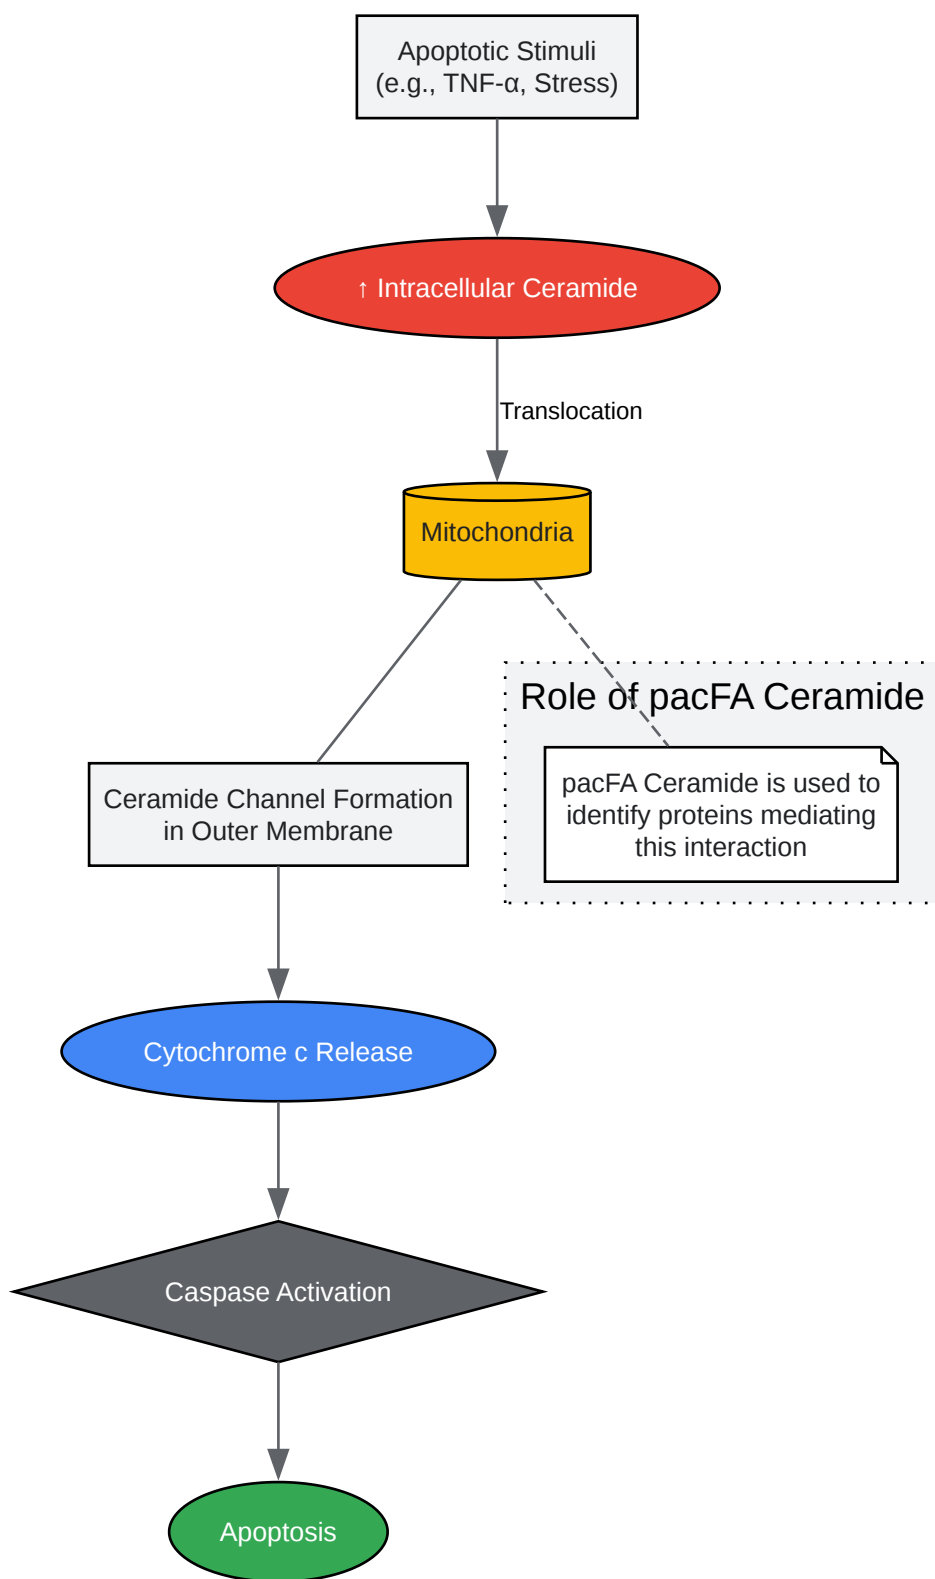 Apoptotic Stimuli
(e.g., TNF-α, Stress)
↑ Intracellular Ceramide
Translocation
Mitochondria
Role of pacFA Ceramide
pacFA Ceramide is used to
identify proteins mediating
this interaction
Ceramide Channel Formation
in Outer Membrane
Cytochrome c Release
Caspase Activation
Apoptosis